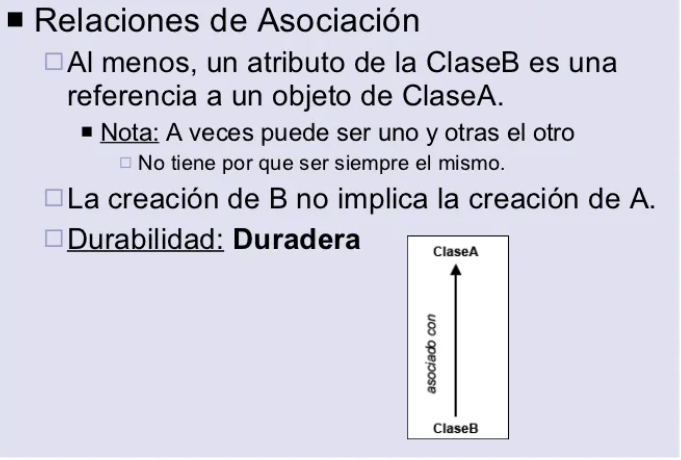 Relaciones de Asociación
Al menos, un atributo de la ClaseB es una
referencia a un objeto de ClaseA.
Nota: A veces puede ser uno y otras el otro
No tiene por que ser siempre el mismo.
La creación de B no implica la creación de A.
Durabilidad: Duradera
ClaseA
asociado con
ClaseB